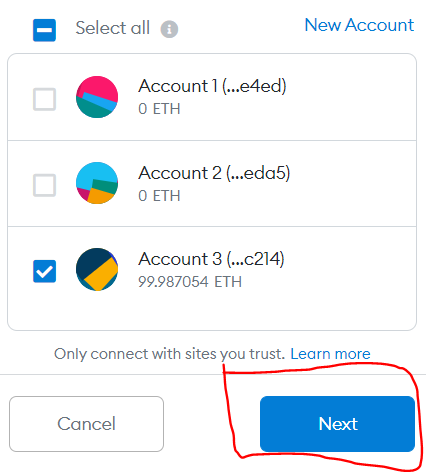 Select all
New Account
Account 1 (...e4ed)
0 ETH
Account 2 (...eda5)
0 ETH
Account 3 (...c214)
99.987054 ETH
Only connect with sites you trust. Learn more
Cancel
Next